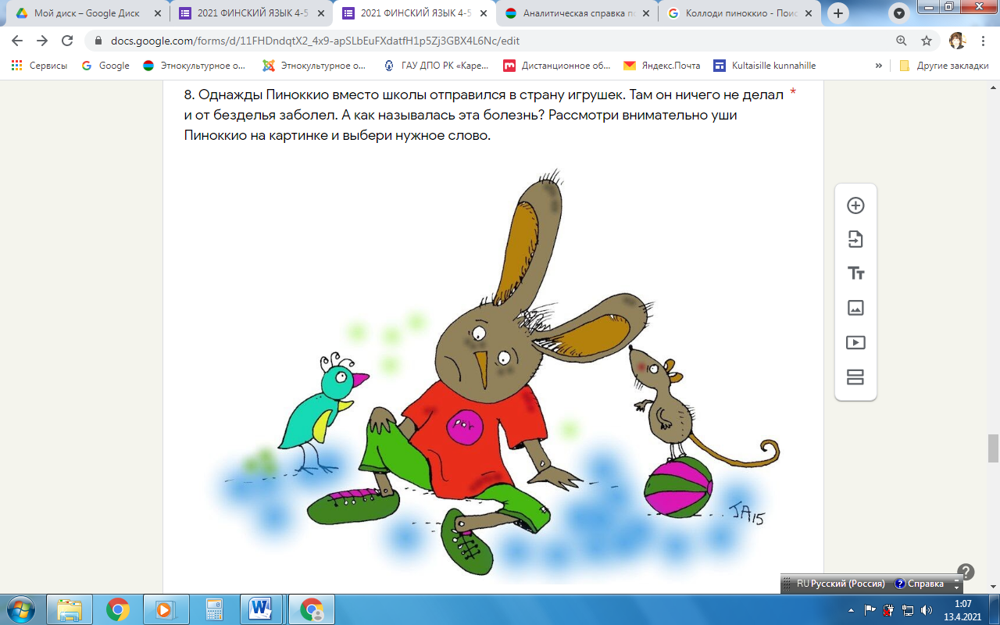 Мой диск – Google Диск
2021 ФИНСКИЙ ЯЗЫК 4-5
2021 ФИНСКИЙ ЯЗЫК 4-5
Аналитическая справка по
Коллоди пиноккио - Пои
docs.google.com/forms/d/11FHDndqtX2_4x9-apSLbEuFXdatfH1p5Zj3GBX4L6Nc/edit
Сервисы
Google
Этнокультурное о...
Этнокультурное о...
ГАУ ДПО РК «Каре...
Дистанционное об...
Яндекс.Почта
Kultaisille kunnahille
»
Другие закладки
8. Однажды Пиноккио вместо школы отправился в страну игрушек. Там он ничего не делал *
и от безделья заболел. А как называлась эта болезнь? Рассмотри внимательно уши
Пиноккио на картинке и выбери нужное слово.
JA15
RU Русский (Россия) Справка
1:07
13.4.2021